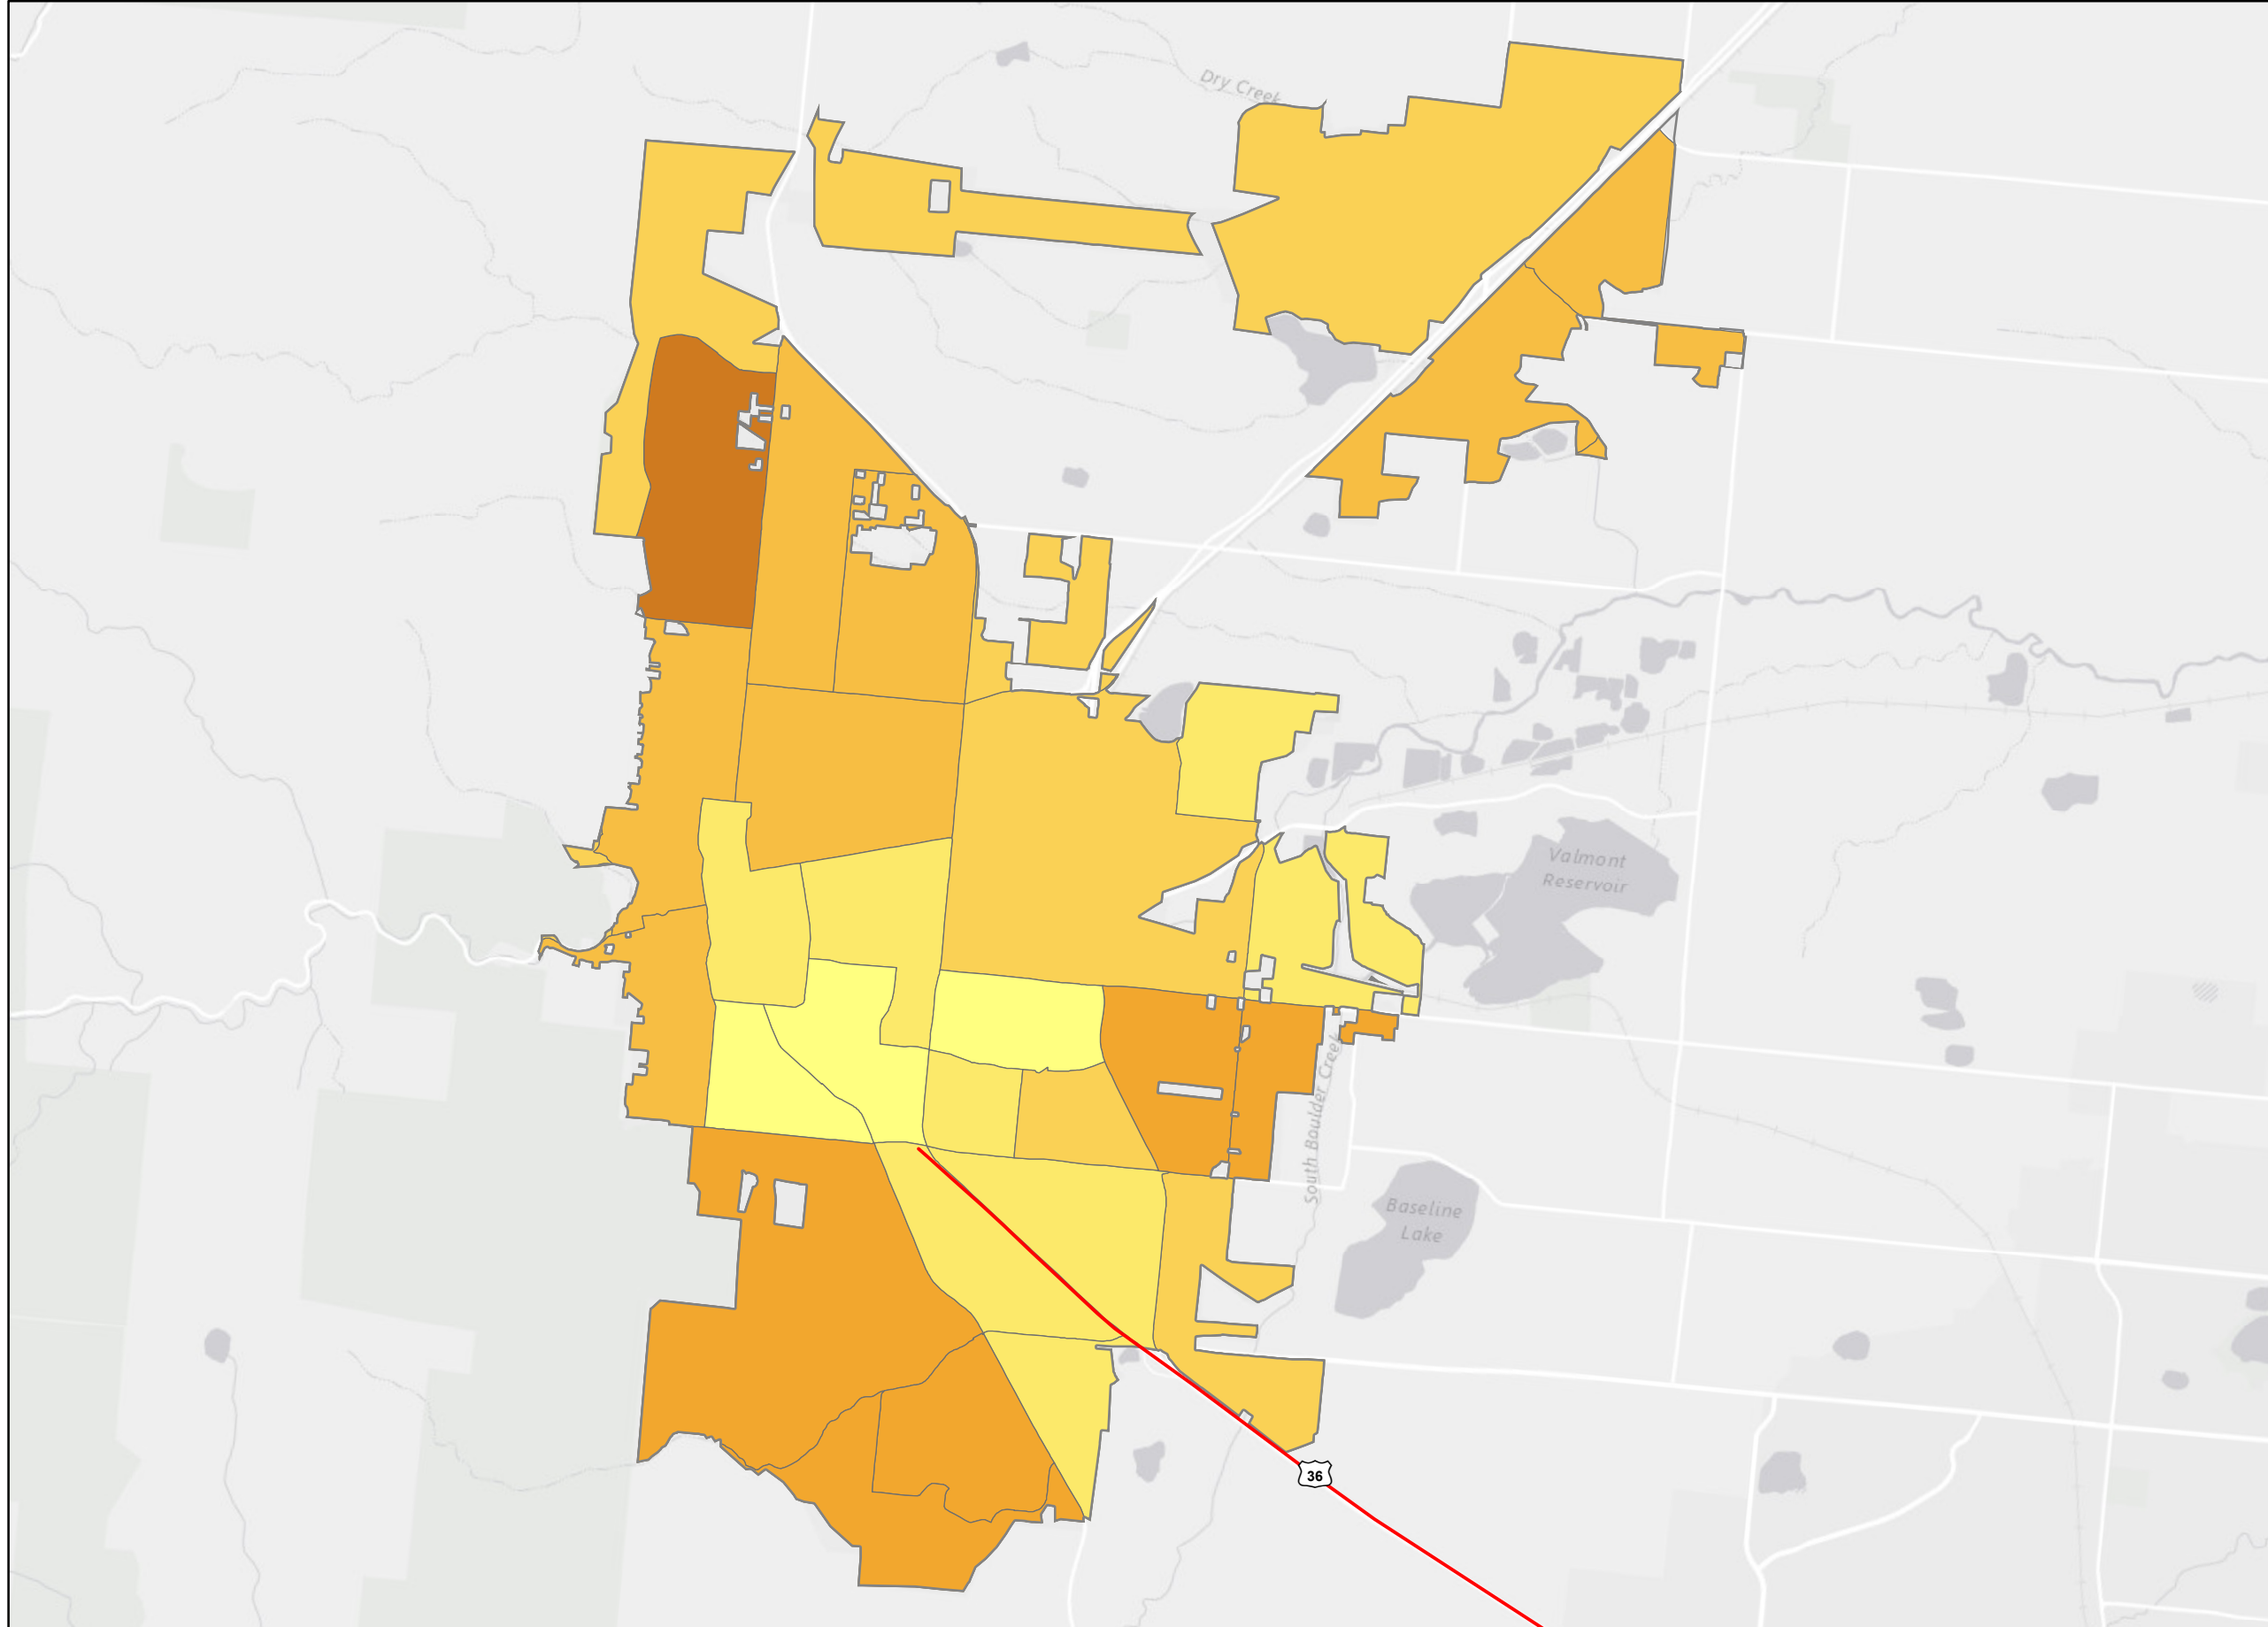 Dry Creek
Valmont
Reservoir
South Boulder Creek
Baseline
Lake
36